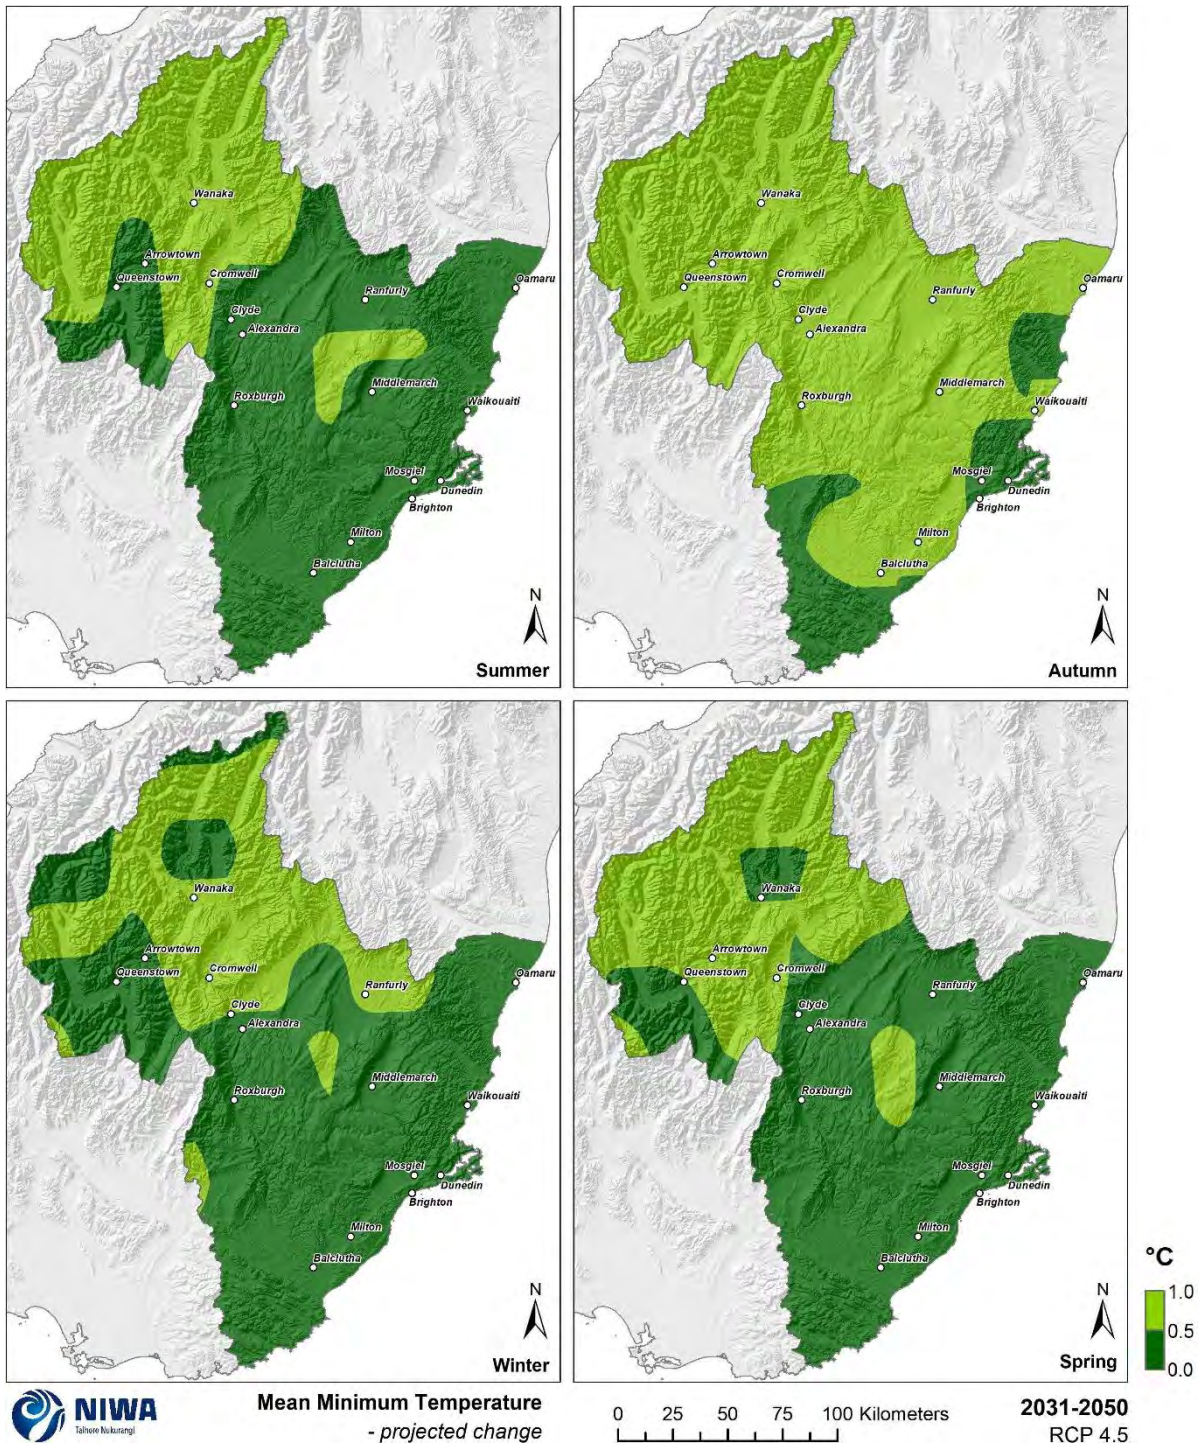 Wanaka
Arrowtown
Queenstown
Cromwell
Oamaru
Ranfurly
Clyde
Alexandra
Middlemarch
Roxburgh
Waikouaiti
Mosgiel
Dunedin
Brighton
Milton
Balclutha
N
Summer
Wanaka
Arrowtown
Queenstown
Cromwell
Oamaru
Ranfurly
Clyde
Alexandra
Middlemarch
Roxburgh
Waikouaiti
Mosgiel
Dunedin
Brighton
Milton
Balclutha
N
Autumn
Wanaka
Arrowtown
Queenstown
Cromwell
Oamaru
Ranfurly
Clyde
Alexandra
Middlemarch
Roxburgh
Waikouaiti
Mosgiel
Dunedin
Brighton
Milton
Balclutha
N
Winter
Wanaka
Arrowtown
Queenstown
Cromwell
Oamaru
Ranfurly
Clyde
Alexandra
Middlemarch
Roxburgh
Waikouaiti
Mosgiel
Dunedin
Brighton
Milton
Balclutha
N
Spring
°C
1.0
0.5
0.0
NIWA
Taihoro Nukurangi
Mean Minimum Temperature
- projected change
0 25 50 75 100 Kilometers
2031-2050
RCP 4.5